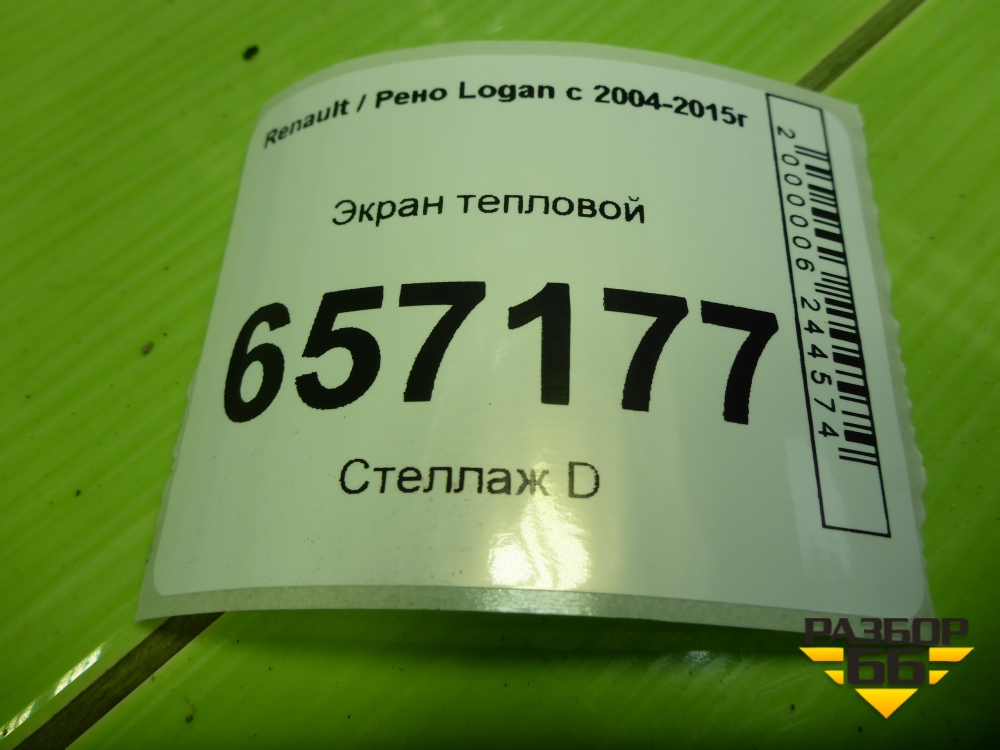 Renault / Рено Logan с 2004-2015г
Экран тепловой
657177
Стеллаж D
2000006244574
РАЗБОР
66